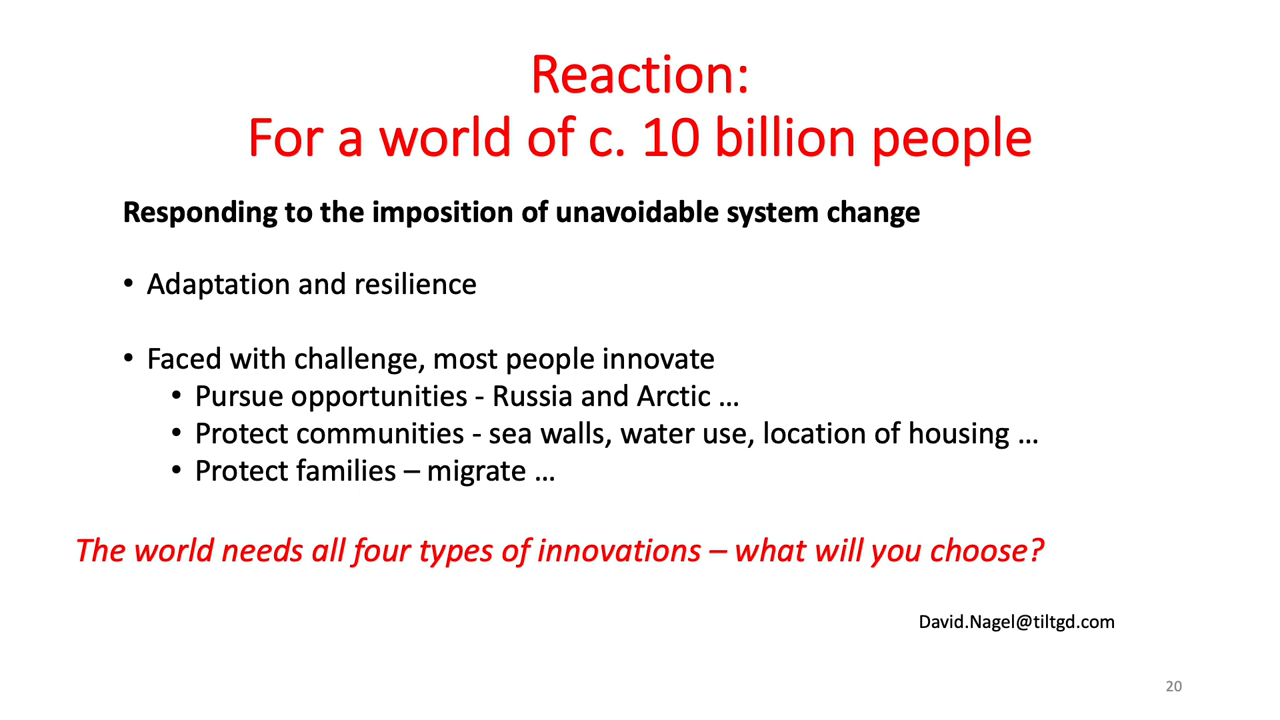 Reaction:
For a world of c. 10 billion people
Responding to the imposition of unavoidable system change
• Adaptation and resilience
• Faced with challenge, most people innovate
• Pursue opportunities - Russia and Arctic ...
• Protect communities - sea walls, water use, location of housing ...
• Protect families – migrate ...
The world needs all four types of innovations – what will you choose?
David.Nagel@tiltgd.com
20